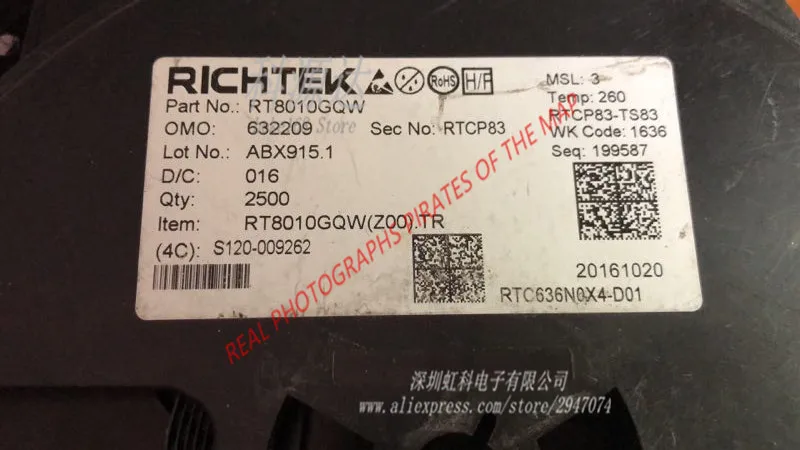 RICHTEK
RoHS
H/F
MSL: 3
Temp: 260
Part No.: RT8010GQW
RTCP83-TS83
OMO: 632209
Sec No: RTCP83
WK Code: 1636
Lot No.: ABX915.1
Seq: 199587
D/C: 016
Qty: 2500
Item: RT8010GQW(Z00).TR
(4C): S120-009262
20161020
RTC636N0X4-D01
REAL PHOTOGRAPHS PIRATES OF THE MAP
深圳虹科电子有限公司
www.aliexpress.com/store/2947074